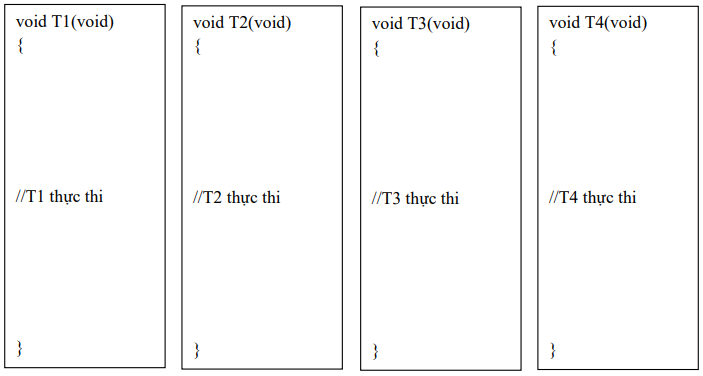 void T1(void)
{
//T1 thực thi
}
void T2(void)
{
//T2 thực thi
}
void T3(void)
{
//T3 thực thi
}
void T4(void)
{
//T4 thực thi
}